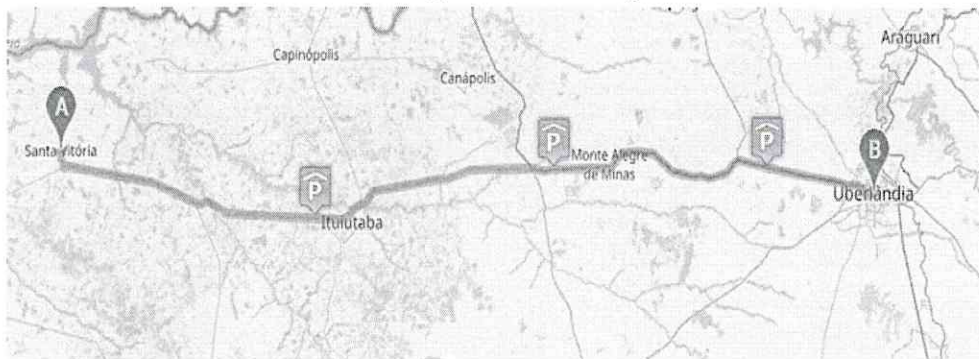 Araguari
Capinópolis
Canápolis
A
Santa Vitória
P
P
Monte Alegre
de Minas
P
B
Uberlândia
Ituiutaba